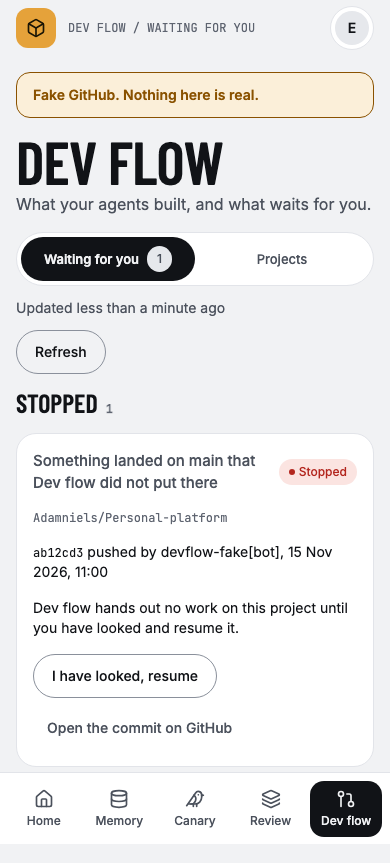 DEV FLOW / WAITING FOR YOU
E
Fake GitHub. Nothing here is real.
DEV FLOW
What your agents built, and what waits for you.
Waiting for you 1
Projects
Updated less than a minute ago
Refresh
STOPPED 1
Something landed on main that
Dev flow did not put there
Stopped
Adamniels/Personal-platform
ab12cd3 pushed by devflow-fake[bot], 15 Nov
2026, 11:00
Dev flow hands out no work on this project until
you have looked and resume it.
I have looked, resume
Open the commit on GitHub
Home
Memory
Canary
Review
Dev flow